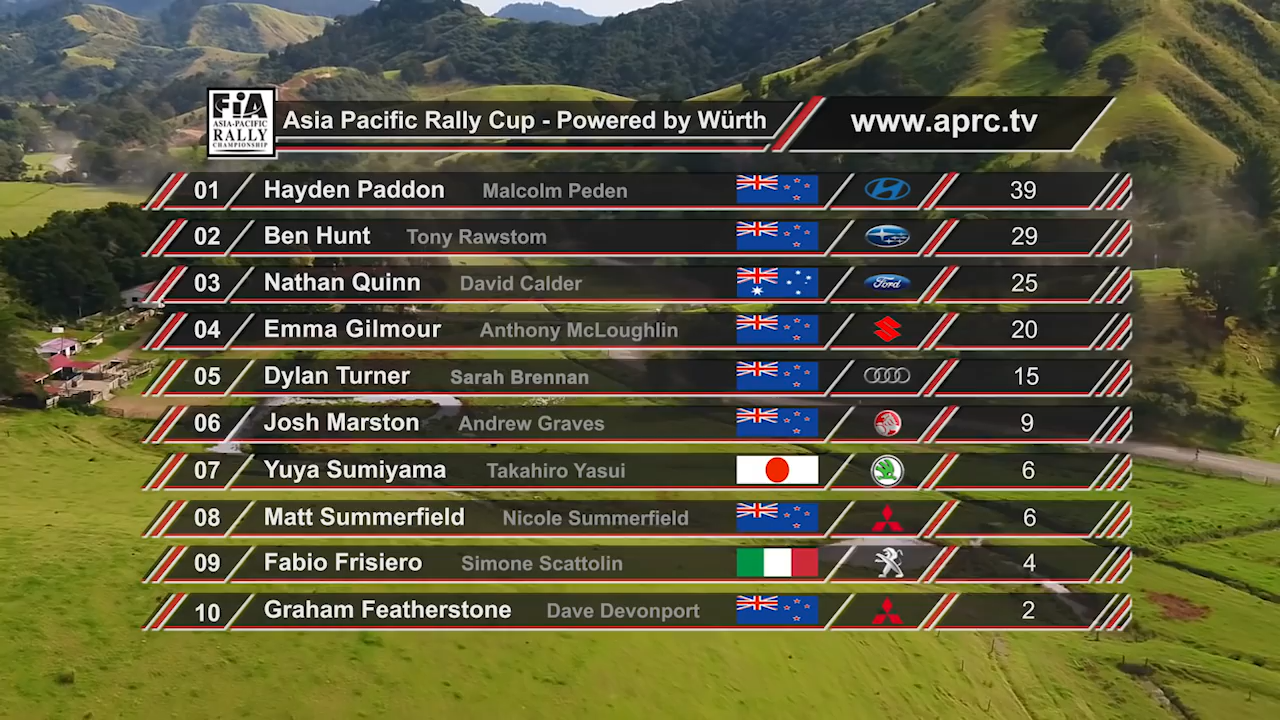 FIA
ASIA-PACIFIC
RALLY
CHAMPIONSHIP
Asia Pacific Rally Cup - Powered by Würth
www.aprc.tv
01 Hayden Paddon Malcolm Peden 39
02 Ben Hunt Tony Rawstom 29
03 Nathan Quinn David Calder Ford 25
04 Emma Gilmour Anthony McLoughlin 20
05 Dylan Turner Sarah Brennan 15
06 Josh Marston Andrew Graves 9
07 Yuya Sumiyama Takahiro Yasui 6
08 Matt Summerfield Nicole Summerfield 6
09 Fabio Frisiero Simone Scattolin 4
10 Graham Featherstone Dave Devonport 2